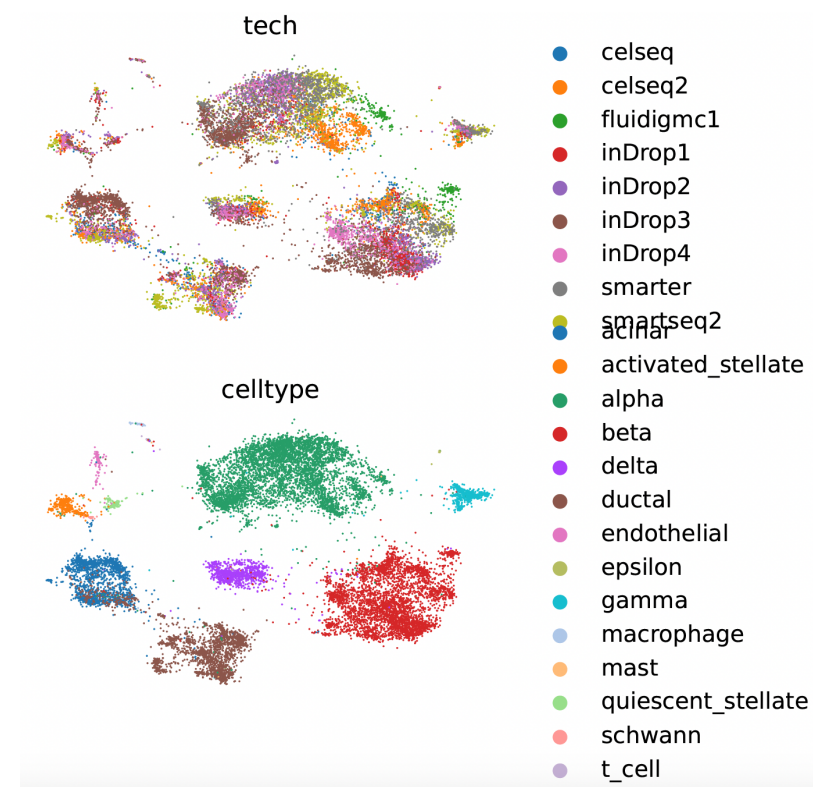 tech
celseq
celseq2
fluidigmc1
inDrop1
inDrop2
inDrop3
inDrop4
smarter
smartseq2
acinar
celltype
activated_stellate
alpha
beta
delta
ductal
endothelial
epsilon
gamma
macrophage
mast
quiescent_stellate
schwann
t_cell